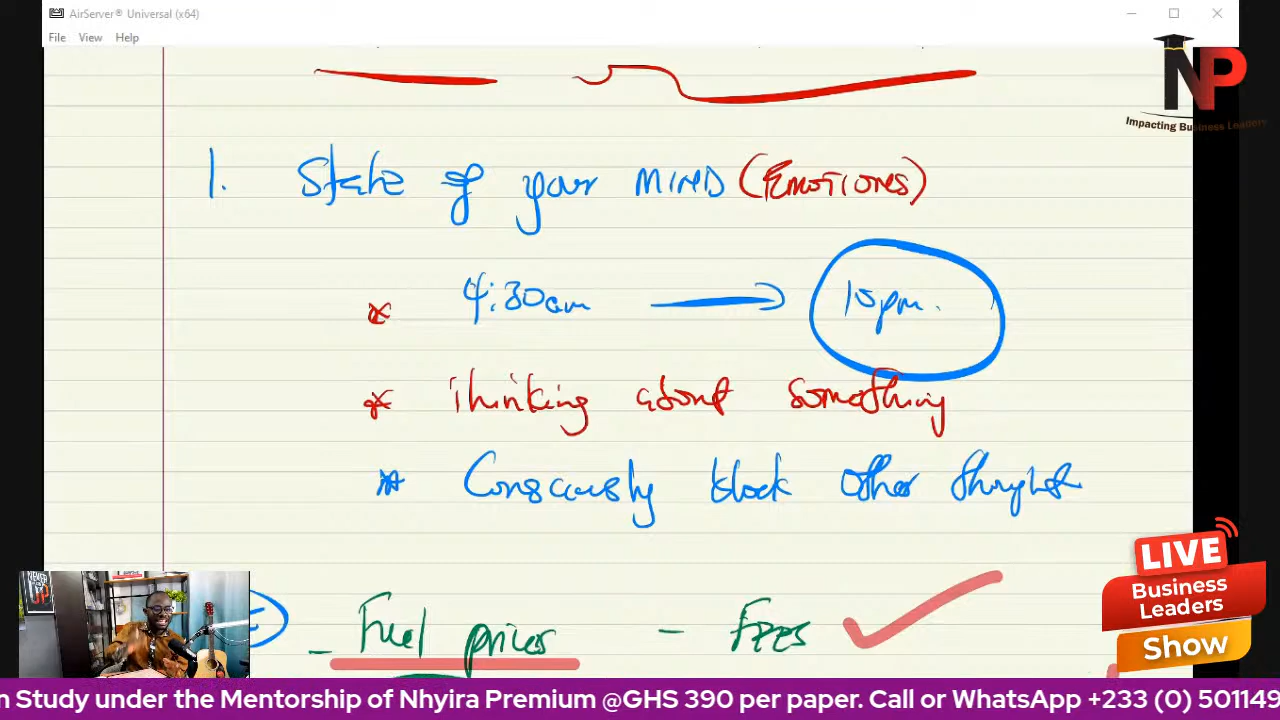 AirServer® Universal (x64)
File View Help
NP
Impacting Business Leaders
1. State of your MIND (EMOTIONES)
* 4:30am → 10pm.
* Thinking about something
* Consciously block other thoughts
- Fuel prices - Fees ✓
LIVE
Business
Leaders
Show
n Study under the Mentorship of Nhyira Premium @GHS 390 per paper. Call or WhatsApp +233 (0) 501149